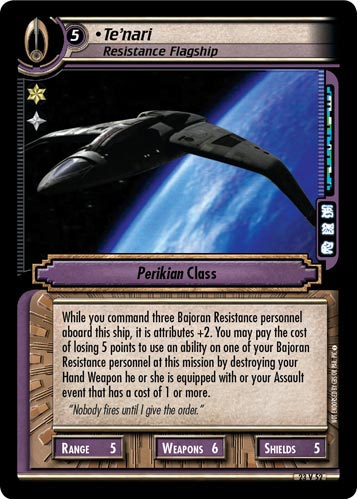 5
•Te'nari
Resistance Flagship
Perikian Class
While you command three Bajoran Resistance personnel
aboard this ship, it is attributes +2. You may pay the cost
of losing 5 points to use an ability on one of your Bajoran
Resistance personnel at this mission by destroying your
Hand Weapon he or she is equipped with or your Assault
event that has a cost of 1 or more.
"Nobody fires until I give the order."
RANGE 5 WEAPONS 6 SHIELDS 5
23 V 52